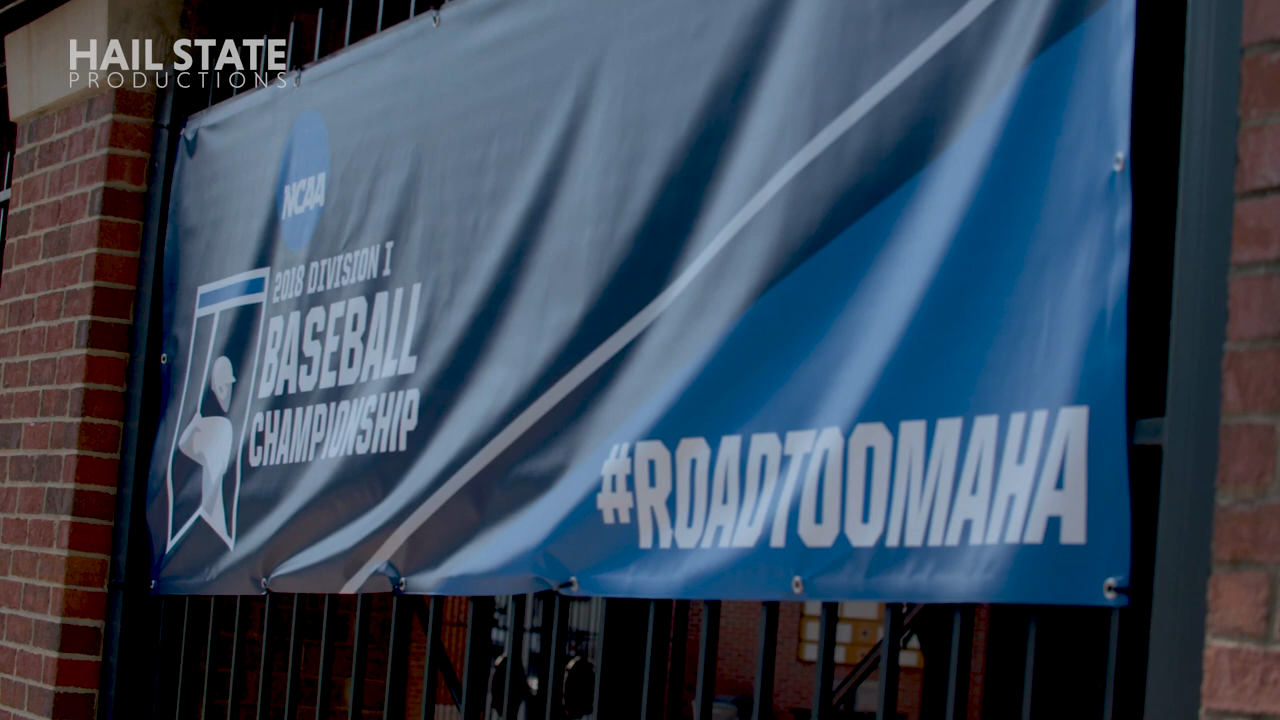 HAIL STATE
PRODUCTIONS
NCAA
2018 DIVISION I
BASEBALL
CHAMPIONSHIP
#ROADTOOMAHA